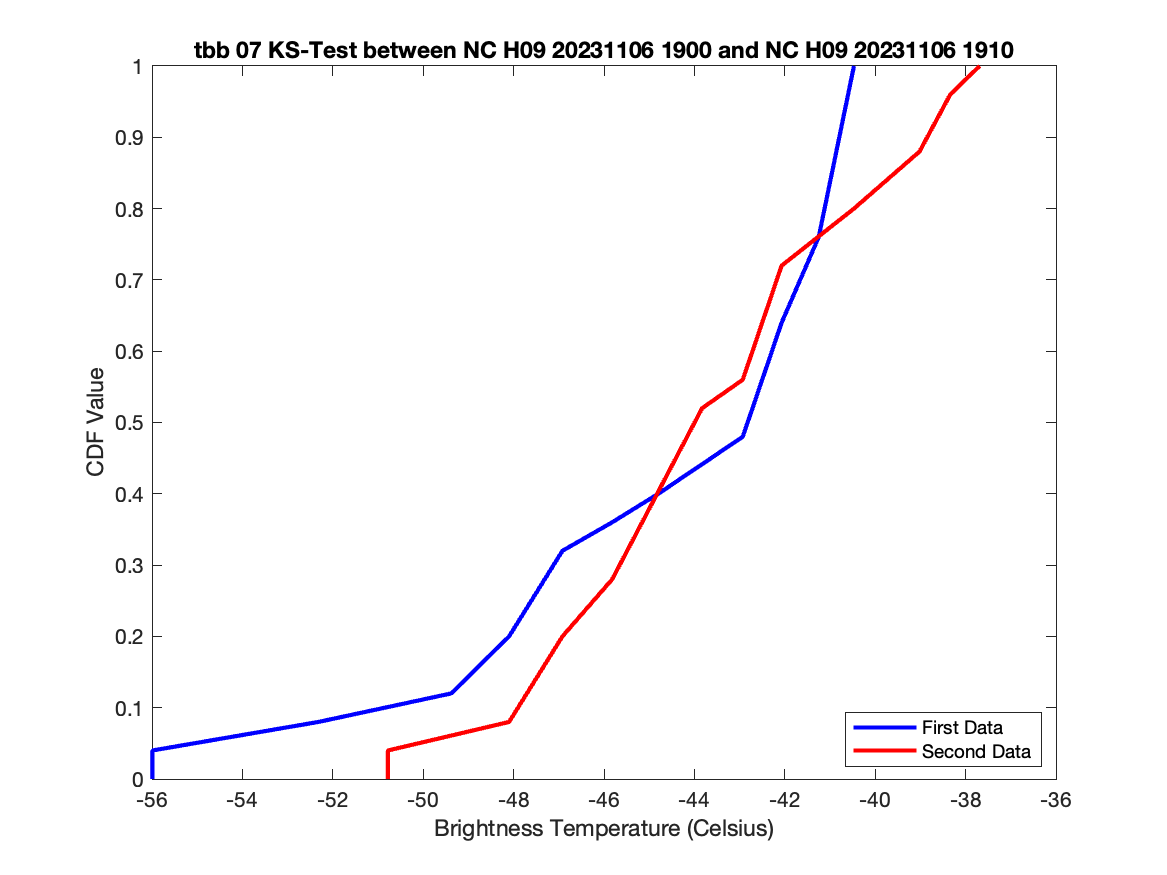 tbb 07 KS-Test between NC H09 20231106 1900 and NC H09 20231106 1910
1
0.9
0.8
0.7
0.6
0.5
0.4
0.3
0.2
0.1
0
CDF Value
First Data
Second Data
-56 -54 -52 -50 -48 -46 -44 -42 -40 -38 -36
Brightness Temperature (Celsius)